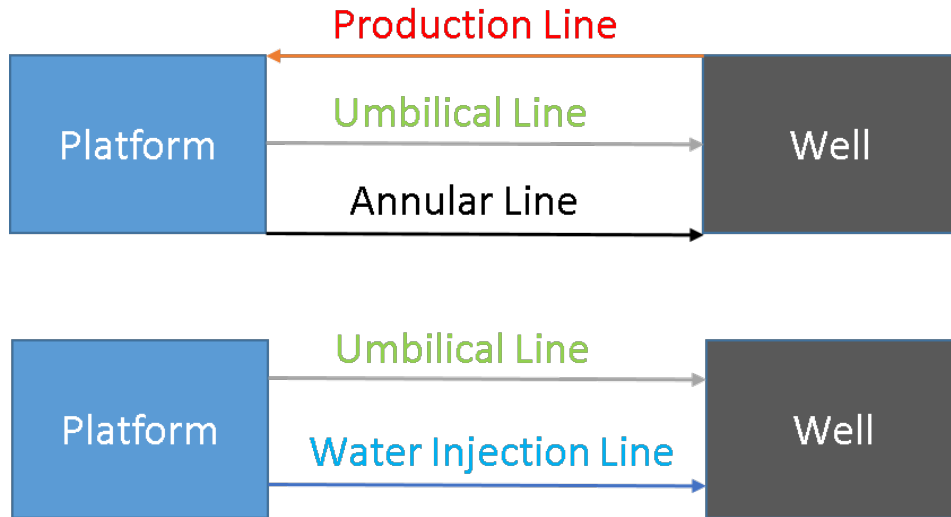 Production Line
Umbilical Line
Platform
Well
Annular Line
Umbilical Line
Platform
Well
Water Injection Line